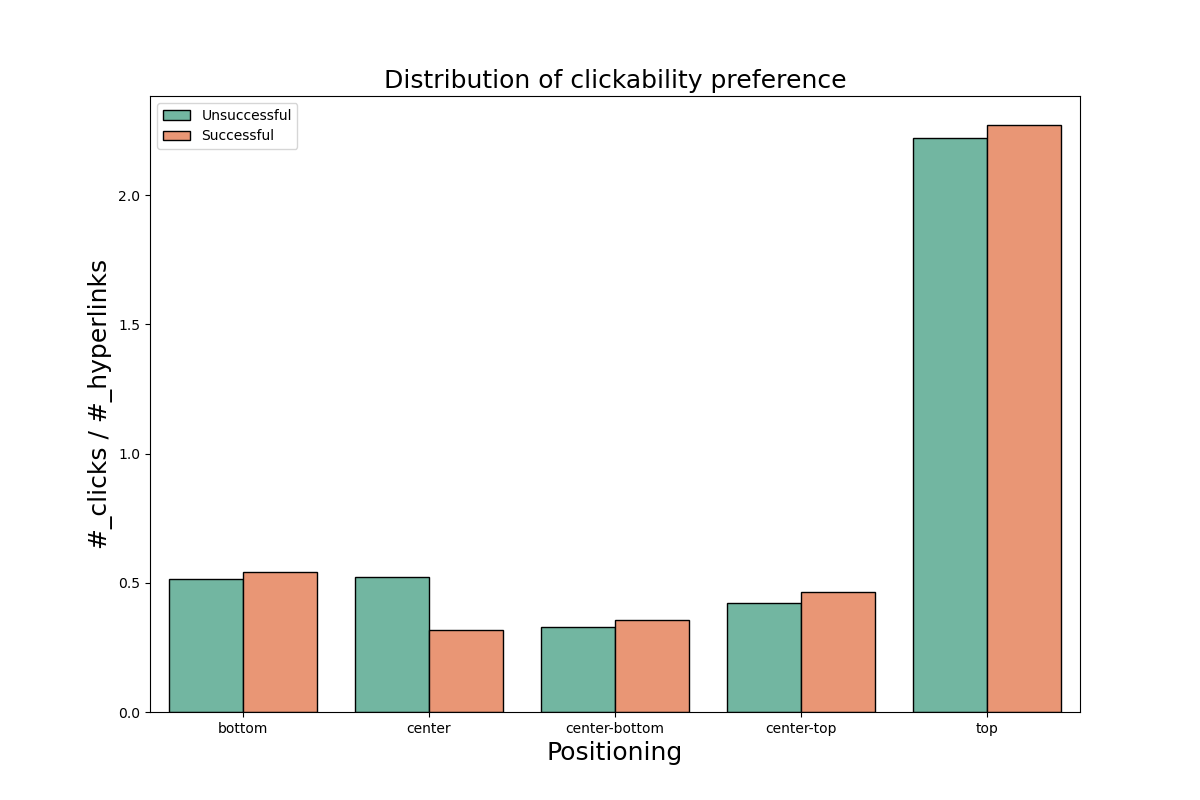 Distribution of clickability preference
Unsuccessful
Successful
#_clicks / #_hyperlinks
2.0
1.5
1.0
0.5
0.0
bottom center center-bottom center-top top
Positioning